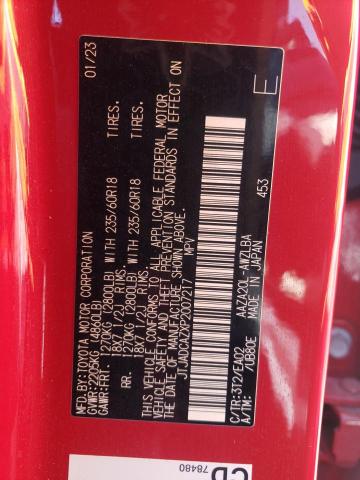 MFD.BY:TOYOTA MOTOR CORPORATION 01/23
GVWR:2205KG (4860LB)
GAWR:FRT. 1270KG (2800LB) WITH 235/60R18 TIRES.
18X7 1/2J RIMS.
RR. 1270KG (2800LB) WITH 235/60R18 TIRES.
18X7 1/2J RIMS.
THIS VEHICLE CONFORMS TO ALL APPLICABLE FEDERAL MOTOR
VEHICLE SAFETY AND THEFT PREVENTION STANDARDS IN EFFECT ON
THE DATE OF MANUFACTURE SHOWN ABOVE.
JTJADCAZXP2007217 MPV
C/TR:3T2/EA02 AAZA20L-AWZLBA
A/TM: /UB80E MADE IN JAPAN
453
E
CD
78480